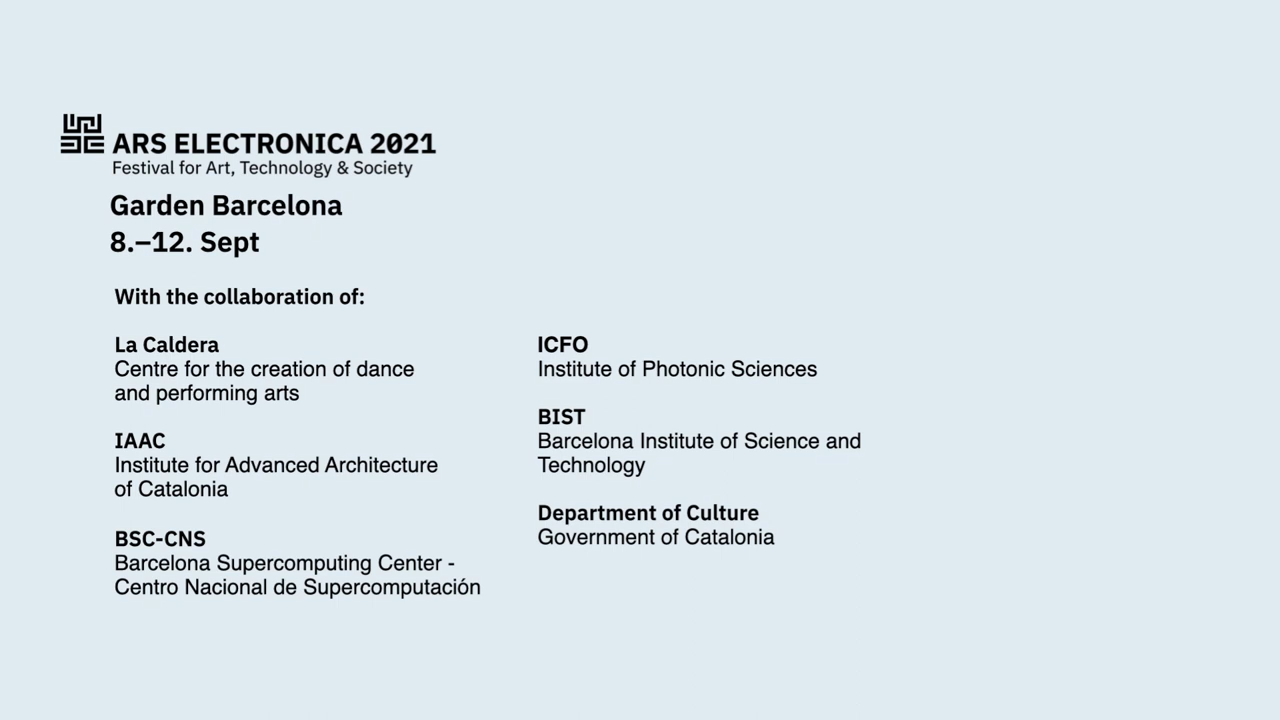 ARS ELECTRONICA 2021
Festival for Art, Technology & Society
Garden Barcelona
8.–12. Sept
With the collaboration of:
La Caldera
Centre for the creation of dance
and performing arts
IAAC
Institute for Advanced Architecture
of Catalonia
BSC-CNS
Barcelona Supercomputing Center -
Centro Nacional de Supercomputación
ICFO
Institute of Photonic Sciences
BIST
Barcelona Institute of Science and
Technology
Department of Culture
Government of Catalonia